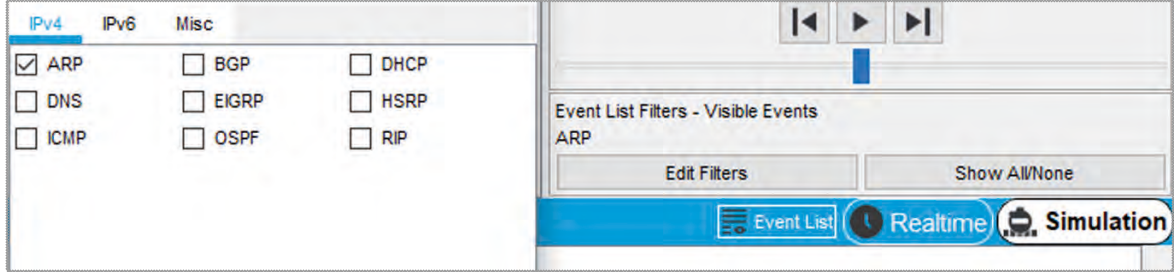 IPv4 IPv6 Misc
ARP BGP DHCP
DNS EIGRP HSRP
ICMP OSPF RIP
Event List Filters - Visible Events
ARP
Edit Filters Show All/None
Event List Realtime Simulation